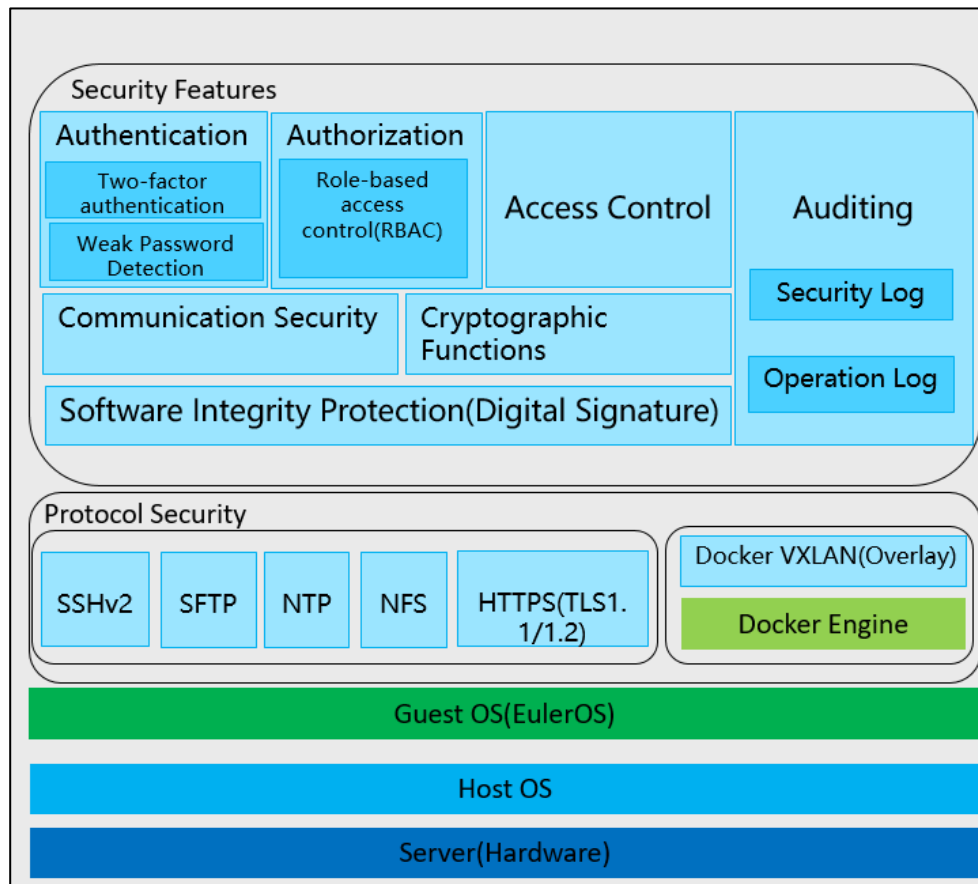 Security Features
Authentication
Two-factor
authentication
Weak Password
Detection
Authorization
Role-based
access
control(RBAC)
Access Control
Auditing
Security Log
Operation Log
Communication Security
Cryptographic
Functions
Software Integrity Protection(Digital Signature)
Protocol Security
SSHv2
SFTP
NTP
NFS
HTTPS(TLS1.
1/1.2)
Docker VXLAN(Overlay)
Docker Engine
Guest OS(EulerOS)
Host OS
Server(Hardware)